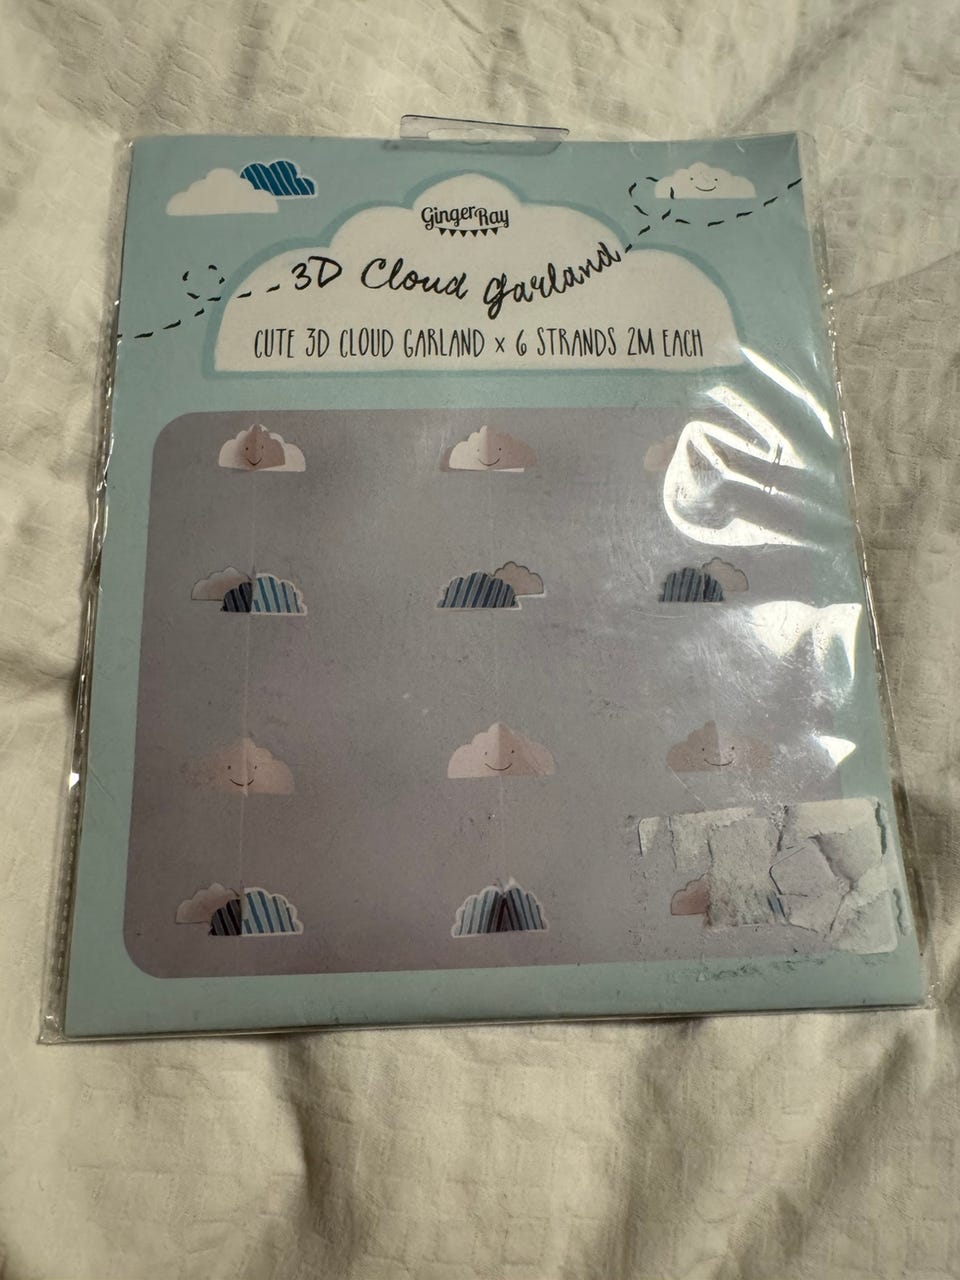 Ginger Ray
3D Cloud Garland
CUTE 3D CLOUD GARLAND x 6 STRANDS 2M EACH